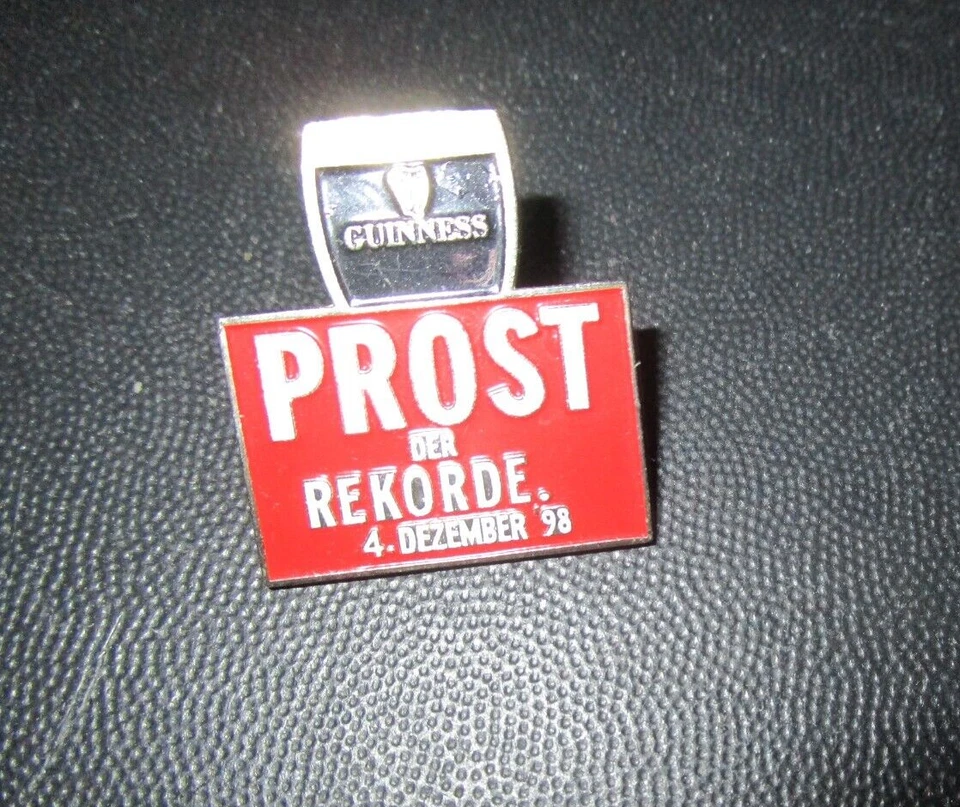 GUINNESS
PROST
DER
REKORDE.
4. DEZEMBER '98